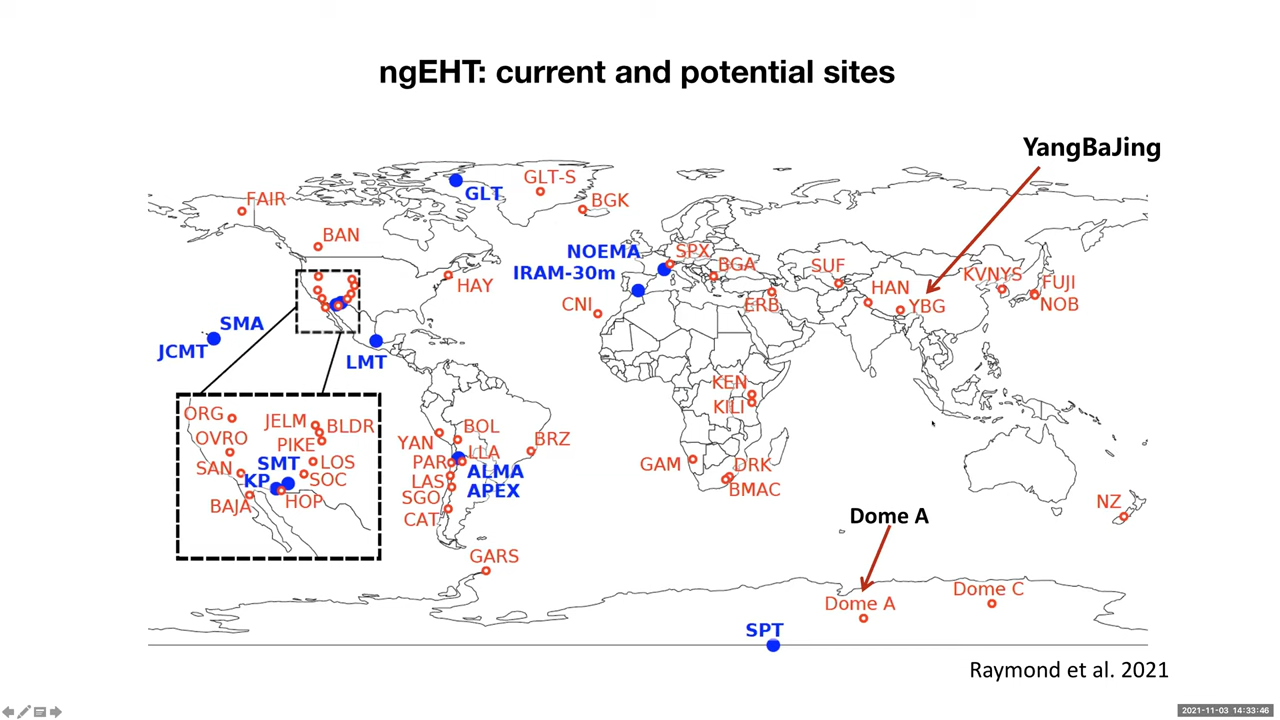 ngEHT: current and potential sites
YangBaJing
GLT-S
GLT
BGK
FAIR
BAN
NOEMA
SPX
IRAM-30m
BGA
SUF
KVNYS
HAY
HAN
FUJI
CNI
ERB
YBG
NOB
SMA
JCMT
LMT
KEN
KILI
ORG
JELM
BLDR
OVRO
PIKE
SAN
SMT
LOS
KP
SOC
BAJA
HOP
YAN
BOL
BRZ
PAR
LLA
LAS
ALMA
SGO
APEX
CAT
GAM
DRK
BMAC
NZ
Dome A
GARS
Dome A
Dome C
SPT
Raymond et al. 2021
2021-11-03 14:33:46